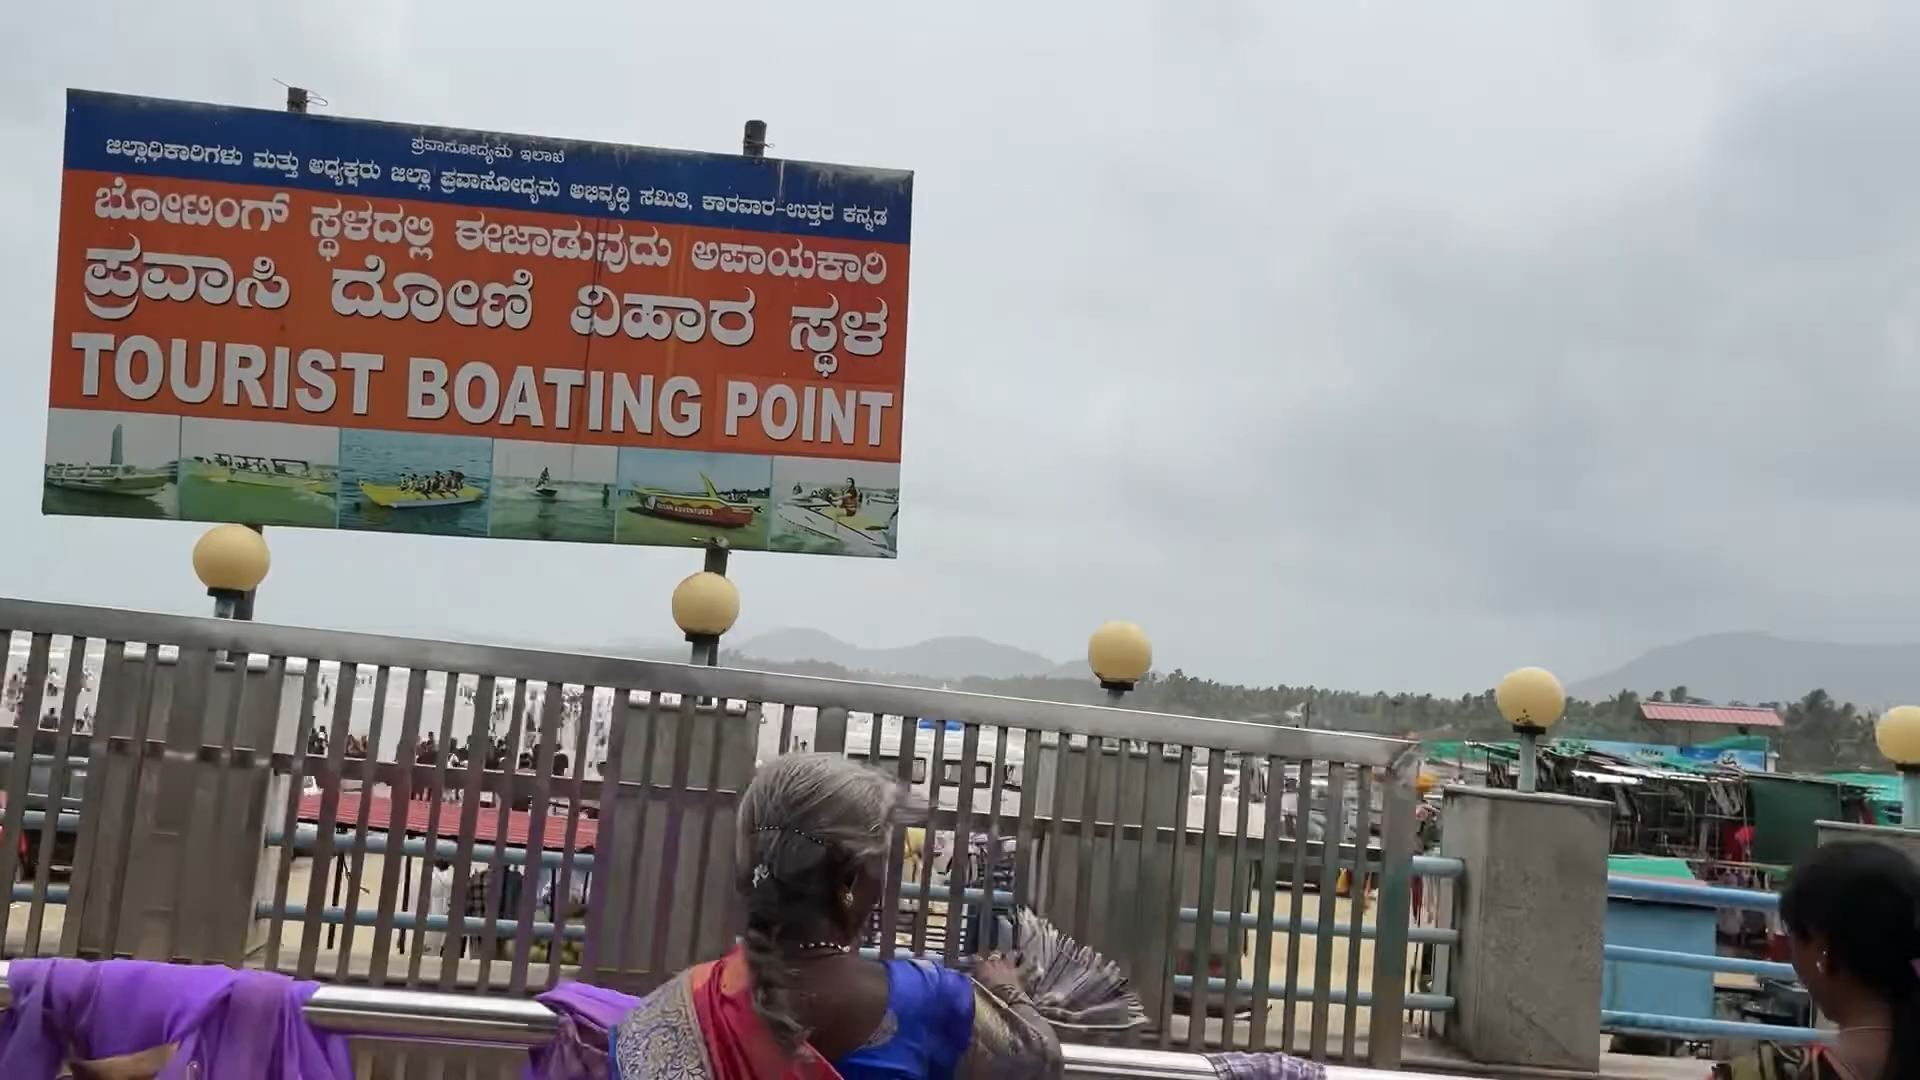 ಪ್ರವಾಸೋದ್ಯಮ ಇಲಾಖೆ
ಜಿಲ್ಲಾಧಿಕಾರಿಗಳು ಮತ್ತು ಅಧ್ಯಕ್ಷರು ಜಿಲ್ಲಾ ಪ್ರವಾಸೋದ್ಯಮ ಅಭಿವೃದ್ಧಿ ಸಮಿತಿ, ಕಾರವಾರ-ಉತ್ತರ ಕನ್ನಡ
ಬೋಟಿಂಗ್ ಸ್ಥಳದಲ್ಲಿ ಈಜಾಡುವುದು ಅಪಾಯಕಾರಿ
ಪ್ರವಾಸಿ ದೋಣಿ ವಿಹಾರ ಸ್ಥಳ
TOURIST BOATING POINT